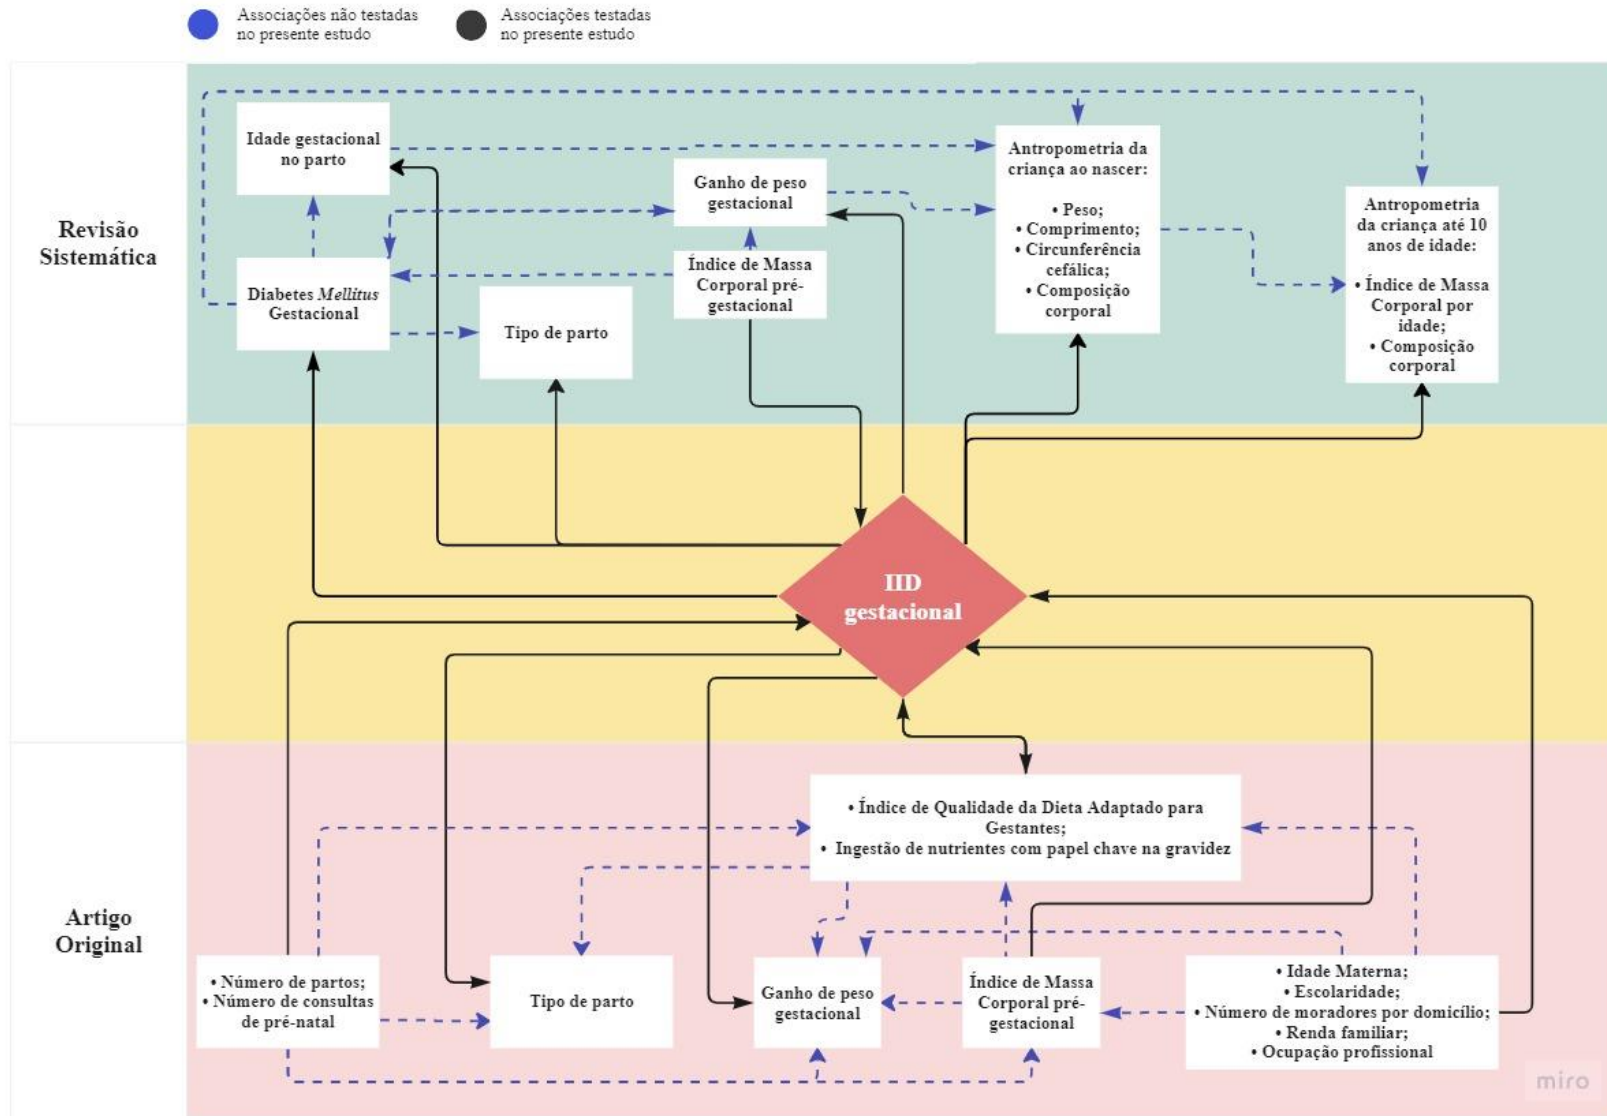 Associações não testadas
no presente estudo
Associações testadas
no presente estudo
Revisão
Sistemática
Idade gestacional
no parto
Diabetes Mellitus
Gestacional
Tipo de parto
Ganho de peso
gestacional
Índice de Massa
Corporal pré-
gestacional
Antropometria da
criança ao nascer:
• Peso;
• Comprimento;
• Circunferência
cefálica;
• Composição
corporal
Antropometria
da criança até 10
anos de idade:
• Índice de Massa
Corporal por
idade;
• Composição
corporal
IID
gestacional
Artigo
Original
• Índice de Qualidade da Dieta Adaptado para
Gestantes;
• Ingestão de nutrientes com papel chave na gravidez
• Número de partos;
• Número de consultas
de pré-natal
Tipo de parto
Ganho de peso
gestacional
Índice de Massa
Corporal pré-
gestacional
• Idade Materna;
• Escolaridade;
• Número de moradores por domicílio;
• Renda familiar;
• Ocupação profissional
miro